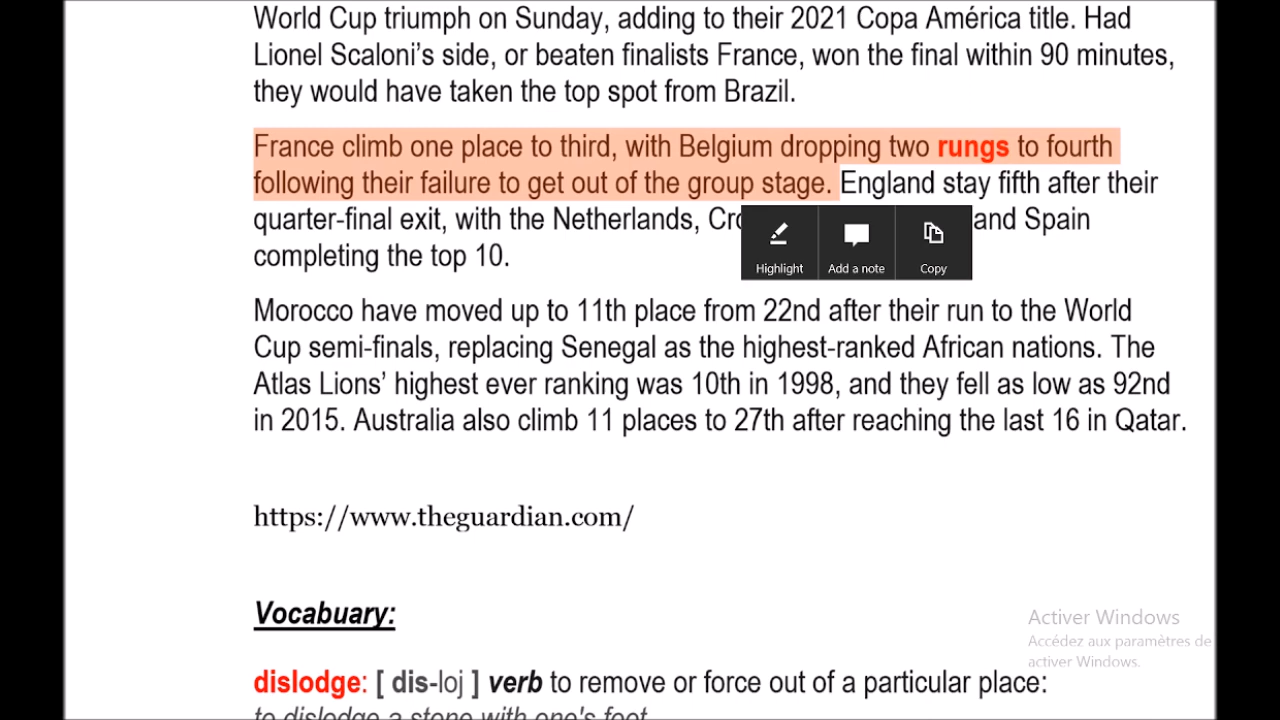 World Cup triumph on Sunday, adding to their 2021 Copa América title. Had
Lionel Scaloni’s side, or beaten finalists France, won the final within 90 minutes,
they would have taken the top spot from Brazil.
France climb one place to third, with Belgium dropping two rungs to fourth
following their failure to get out of the group stage. England stay fifth after their
quarter-final exit, with the Netherlands, and Spain
completing the top 10.
Highlight
Add a note
Copy
Morocco have moved up to 11th place from 22nd after their run to the World
Cup semi-finals, replacing Senegal as the highest-ranked African nations. The
Atlas Lions’ highest ever ranking was 10th in 1998, and they fell as low as 92nd
in 2015. Australia also climb 11 places to 27th after reaching the last 16 in Qatar.
https://www.theguardian.com/
Vocabuary:
Activer Windows
Accédez aux paramètres de
activer Windows.
dislodge: [ dis-loj ] verb to remove or force out of a particular place:
to dislodge a stone with one's foot